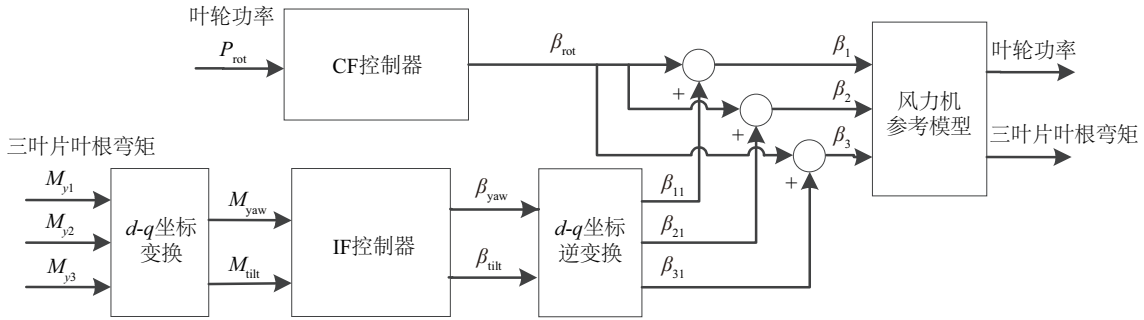 叶轮功率
P_rot
CF控制器
β_rot
β_1
叶轮功率
+
β_2
风力机
参考模型
+
β_3
三叶片叶根弯矩
+
三叶片叶根弯矩
M_y1
M_y2
M_y3
d-q坐标
变换
M_yaw
M_tilt
IF控制器
β_yaw
β_tilt
d-q坐标
逆变换
β_11
β_21
β_31